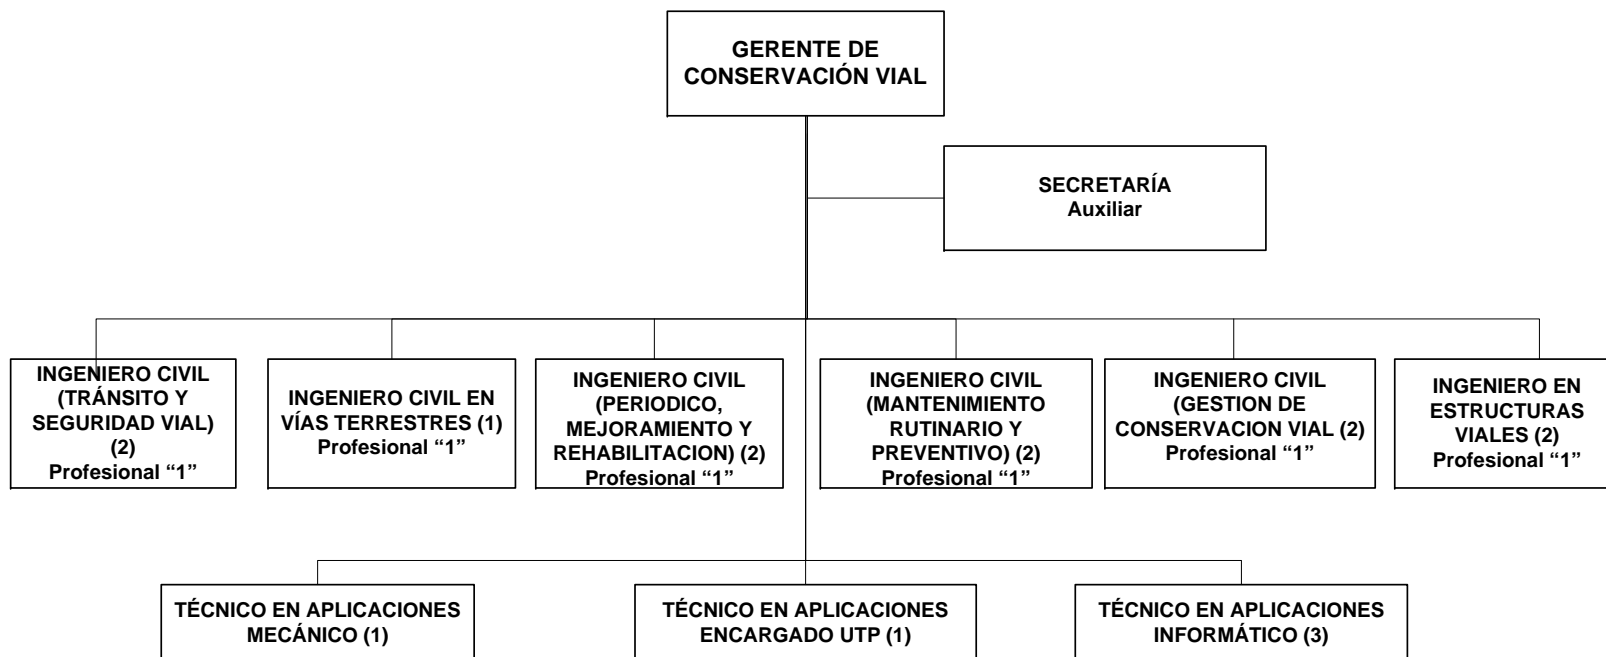 GERENTE DE
CONSERVACIÓN VIAL
SECRETARÍA
Auxiliar
INGENIERO CIVIL
(TRÁNSITO Y
SEGURIDAD VIAL)
(2)
Profesional “1”
INGENIERO CIVIL EN
VÍAS TERRESTRES (1)
Profesional “1”
INGENIERO CIVIL
(PERIODICO,
MEJORAMIENTO Y
REHABILITACION) (2)
Profesional “1”
INGENIERO CIVIL
(MANTENIMIENTO
RUTINARIO Y
PREVENTIVO) (2)
Profesional “1”
INGENIERO CIVIL
(GESTION DE
CONSERVACION VIAL (2)
Profesional “1”
INGENIERO EN
ESTRUCTURAS
VIALES (2)
Profesional “1”
TÉCNICO EN APLICACIONES
MECÁNICO (1)
TÉCNICO EN APLICACIONES
ENCARGADO UTP (1)
TÉCNICO EN APLICACIONES
INFORMÁTICO (3)